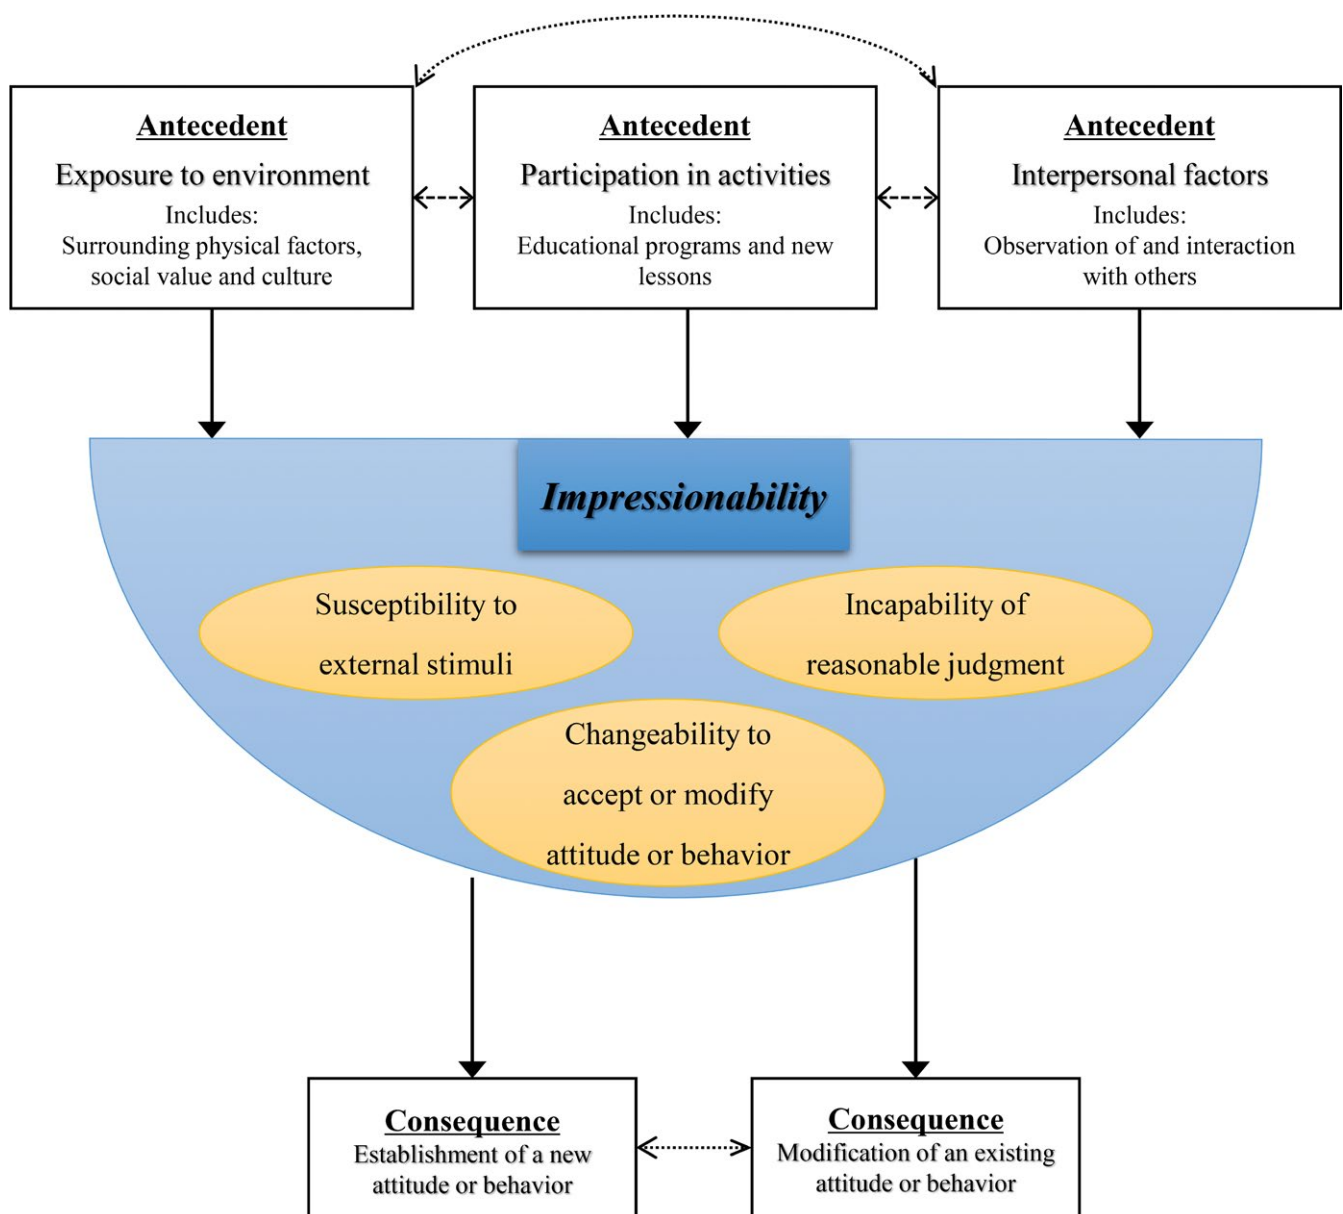 Antecedent
Exposure to environment
Includes:
Surrounding physical factors,
social value and culture
Antecedent
Participation in activities
Includes:
Educational programs and new
lessons
Antecedent
Interpersonal factors
Includes:
Observation of and interaction
with others
Impressionability
Susceptibility to
external stimuli
Incapability of
reasonable judgment
Changeability to
accept or modify
attitude or behavior
Consequence
Establishment of a new
attitude or behavior
Consequence
Modification of an existing
attitude or behavior